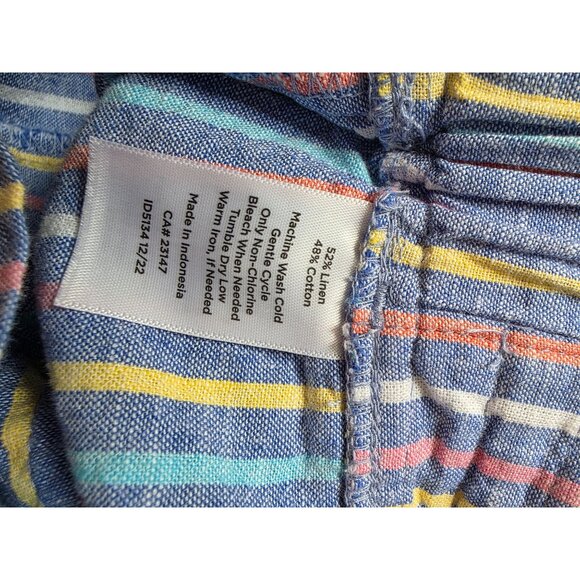 52% Linen
48% Cotton
Machine Wash Cold
Gentle Cycle
Only Non-Chlorine
Bleach When Needed
Tumble Dry Low
Warm Iron, If Needed
Made In Indonesia
CA# 23147
ID5134 12/22